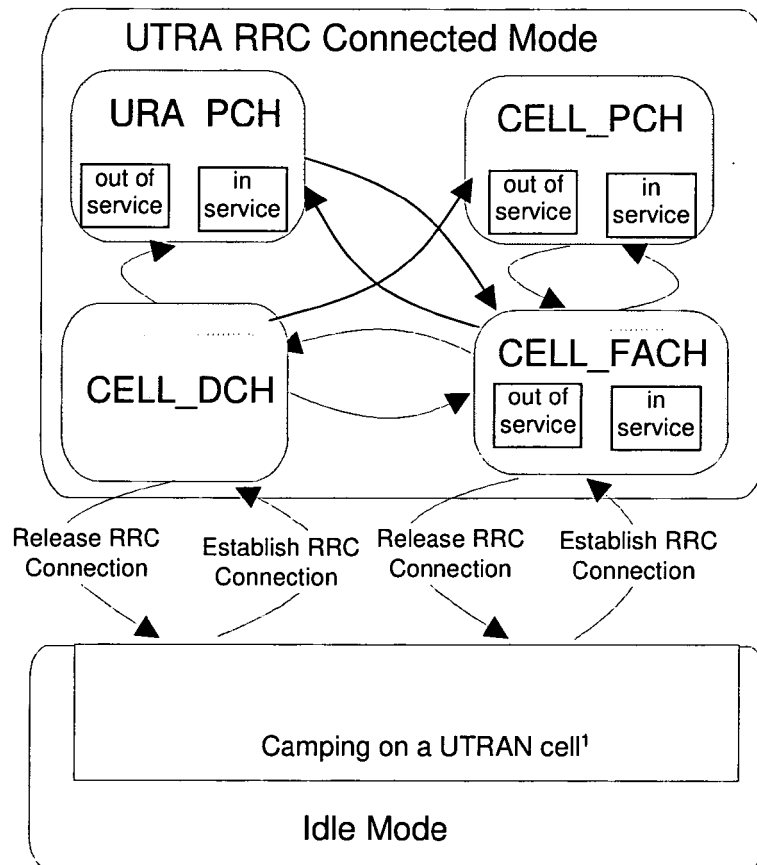 UTRA RRC Connected Mode
URA PCH
CELL_PCH
out of
service
in
service
out of
service
in
service
CELL_DCH
CELL_FACH
out of
service
in
service
Release RRC
Connection
Establish RRC
Connection
Release RRC
Connection
Establish RRC
Connection
Camping on a UTRAN cell¹
Idle Mode